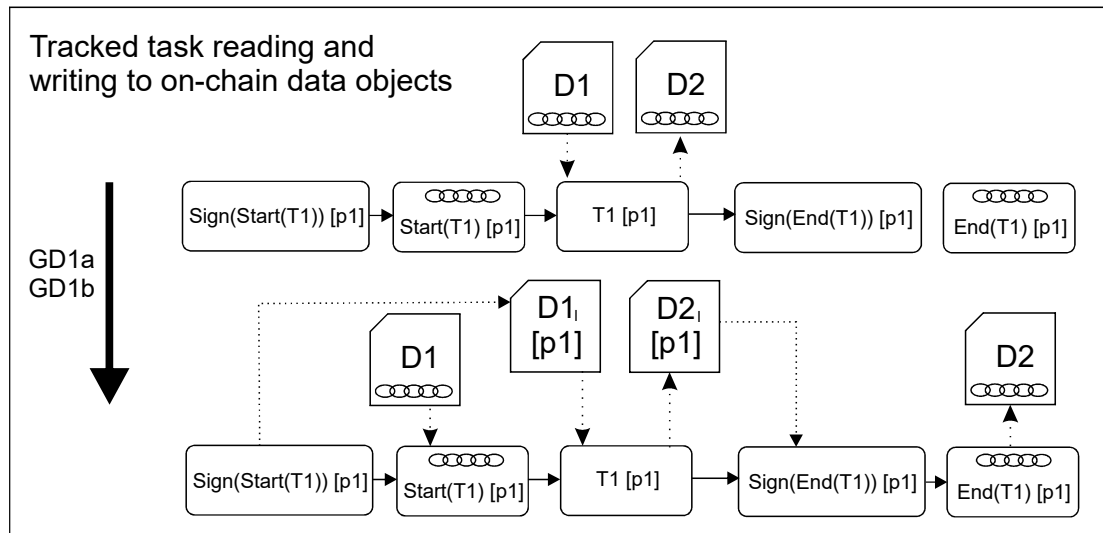 Tracked task reading and
writing to on-chain data objects
D1
D2
Sign(Start(T1)) [p1]
Start(T1) [p1]
T1 [p1]
Sign(End(T1)) [p1]
End(T1) [p1]
GD1a
GD1b
D1
D1I
[p1]
D2I
[p1]
D2
Sign(Start(T1)) [p1]
Start(T1) [p1]
T1 [p1]
Sign(End(T1)) [p1]
End(T1) [p1]